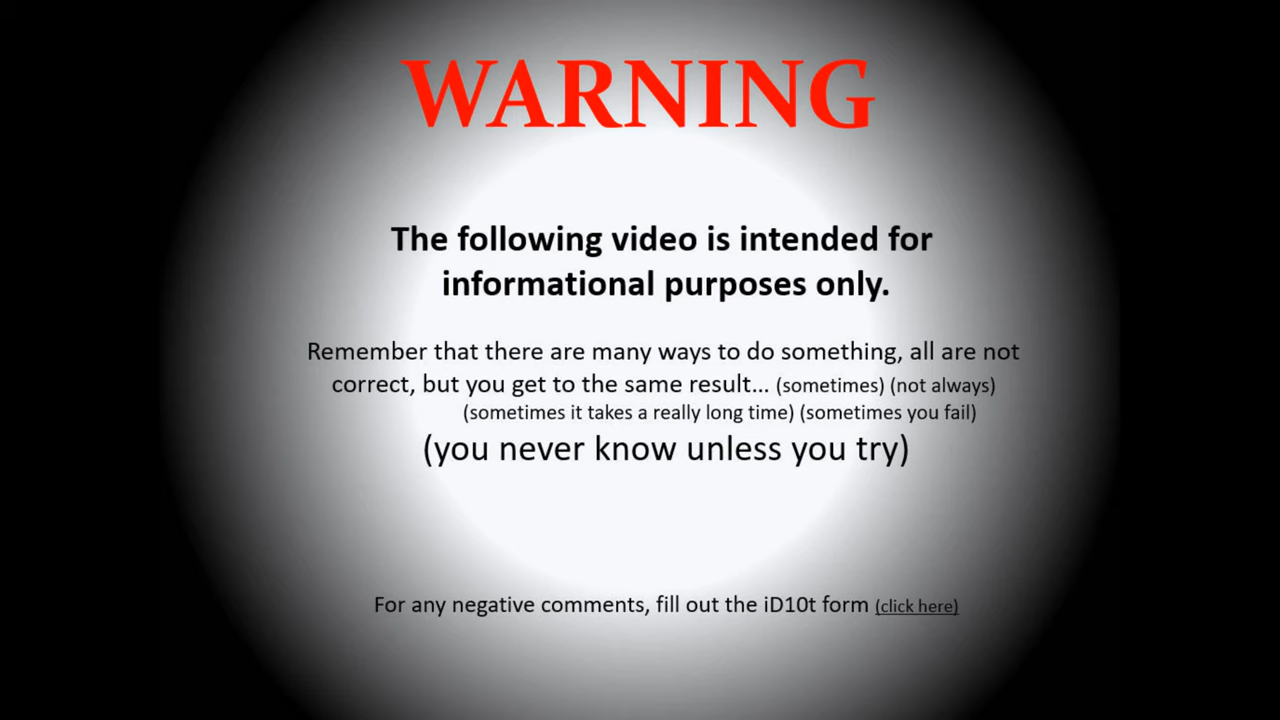 WARNING
The following video is intended for
informational purposes only.
Remember that there are many ways to do something, all are not
correct, but you get to the same result... (sometimes) (not always)
(sometimes it takes a really long time) (sometimes you fail)
(you never know unless you try)
For any negative comments, fill out the iD10t form (click here)